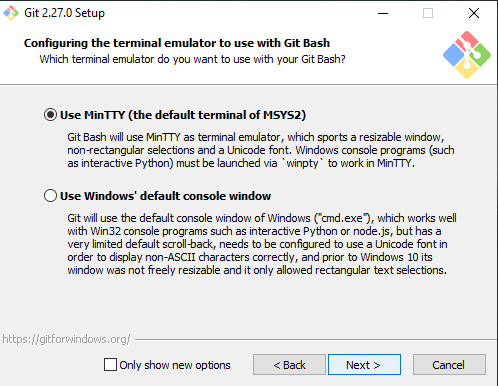 Git 2.27.0 Setup
Configuring the terminal emulator to use with Git Bash
Which terminal emulator do you want to use with your Git Bash?
Use MinTTY (the default terminal of MSYS2)
Git Bash will use MinTTY as terminal emulator, which sports a resizable window,
non-rectangular selections and a Unicode font. Windows console programs (such
as interactive Python) must be launched via `winpty` to work in MinTTY.
Use Windows' default console window
Git will use the default console window of Windows ("cmd.exe"), which works well
with Win32 console programs such as interactive Python or node.js, but has a
very limited default scroll-back, needs to be configured to use a Unicode font in
order to display non-ASCII characters correctly, and prior to Windows 10 its
window was not freely resizable and it only allowed rectangular text selections.
https://gitforwindows.org/
Only show new options
< Back
Next >
Cancel